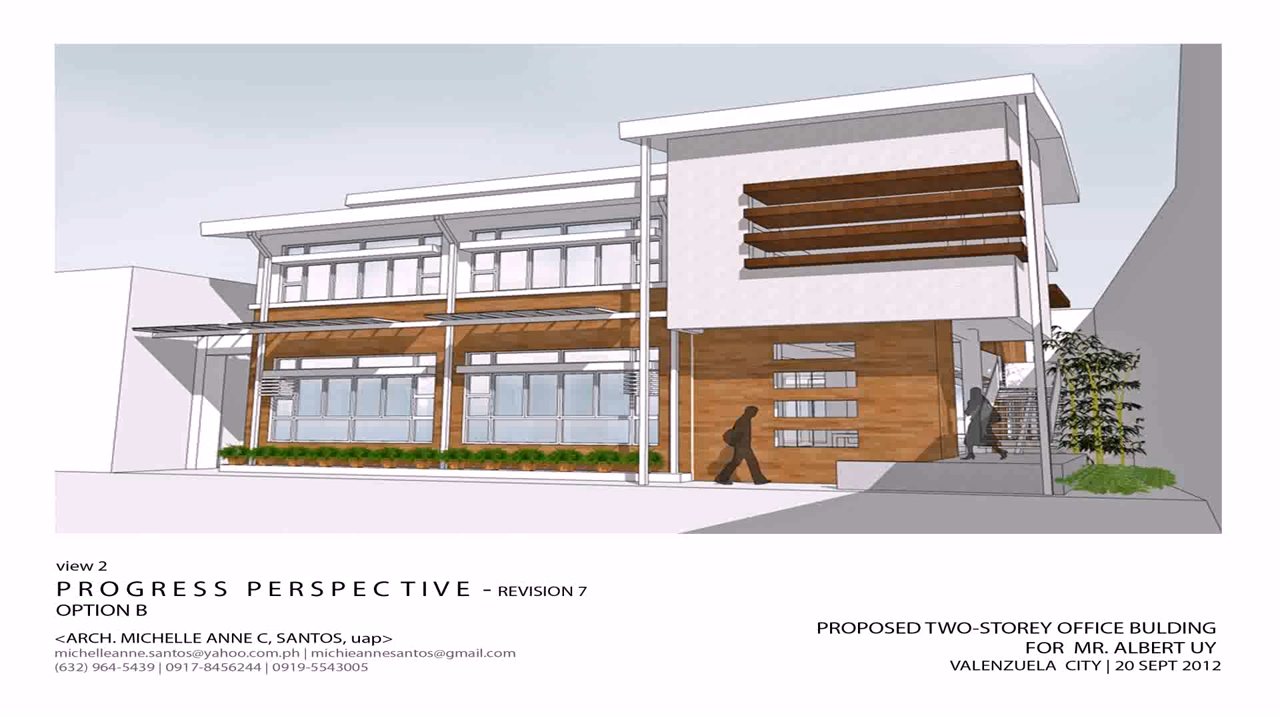 view 2
PROGRESS PERSPECTIVE - REVISION 7
OPTION B
<ARCH. MICHELLE ANNE C, SANTOS, uap>
michelleanne.santos@yahoo.com.ph | michieannesantos@gmail.com
(632) 964-5439 | 0917-8456244 | 0919-5543005
PROPOSED TWO-STOREY OFFICE BULDING
FOR MR. ALBERT UY
VALENZUELA CITY | 20 SEPT 2012